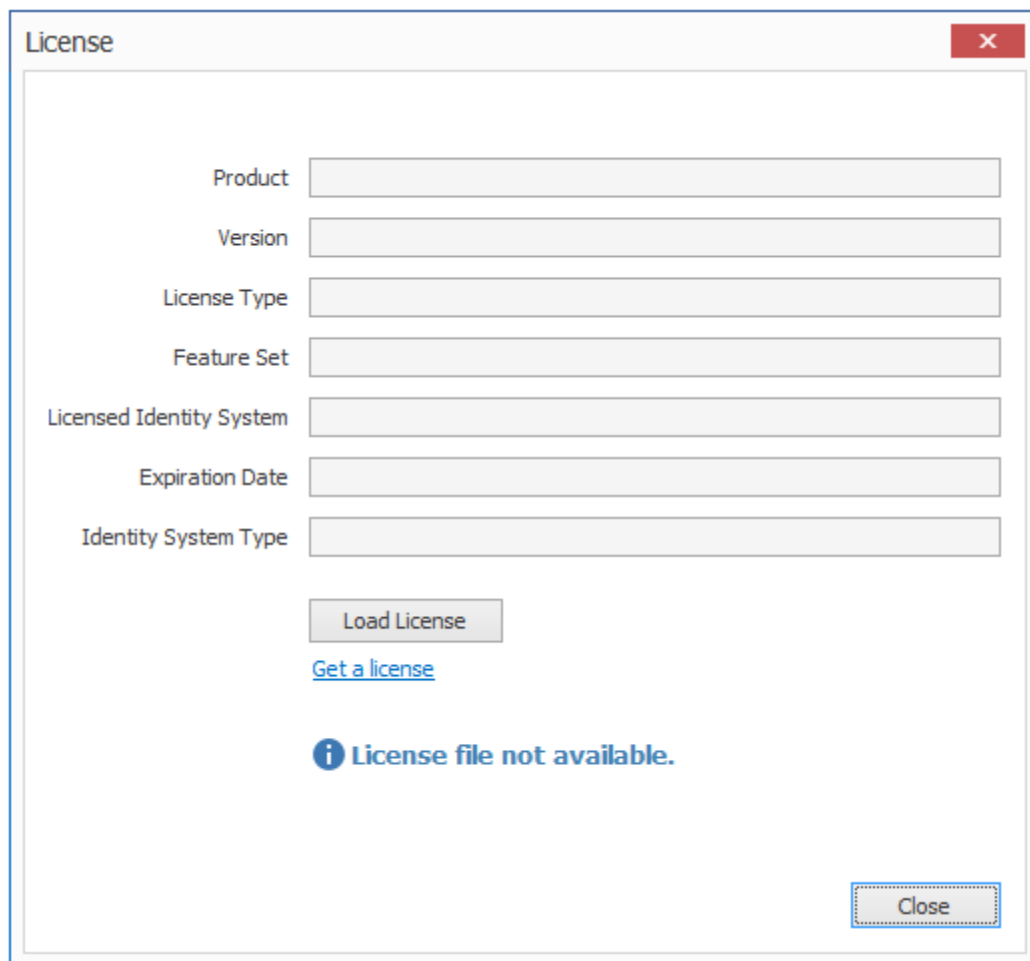 License
Product
Version
License Type
Feature Set
Licensed Identity System
Expiration Date
Identity System Type
Load License
Get a license
License file not available.
Close